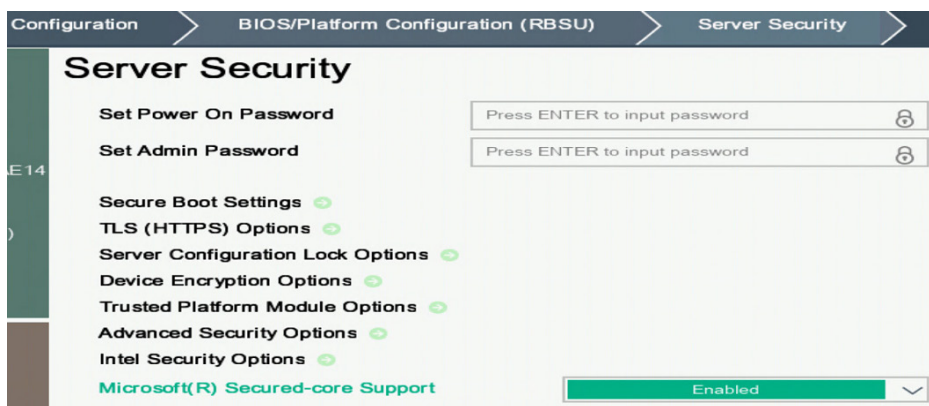 Configuration
BIOS/Platform Configuration (RBSU)
Server Security
Server Security
Set Power On Password
Press ENTER to input password
Set Admin Password
Press ENTER to input password
E14
)
Secure Boot Settings
TLS (HTTPS) Options
Server Configuration Lock Options
Device Encryption Options
Trusted Platform Module Options
Advanced Security Options
Intel Security Options
Microsoft(R) Secured-core Support
Enabled